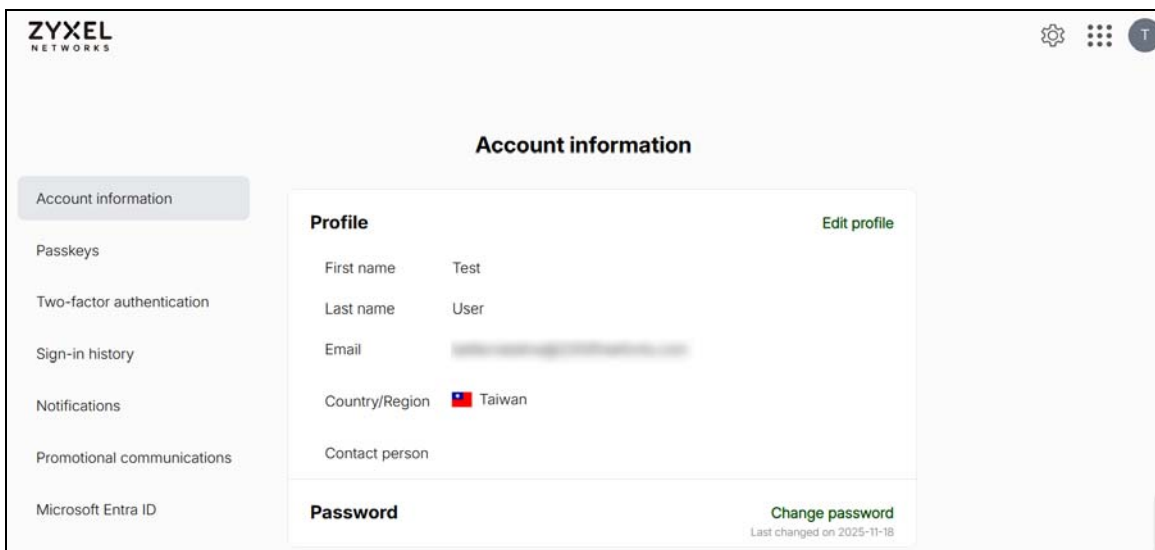 ZYXEL
NETWORKS
T
Account information
Account information
Passkeys
Two-factor authentication
Sign-in history
Notifications
Promotional communications
Microsoft Entra ID
Profile
Edit profile
First name Test
Last name User
Email
Country/Region Taiwan
Contact person
Password
Change password
Last changed on 2025-11-18